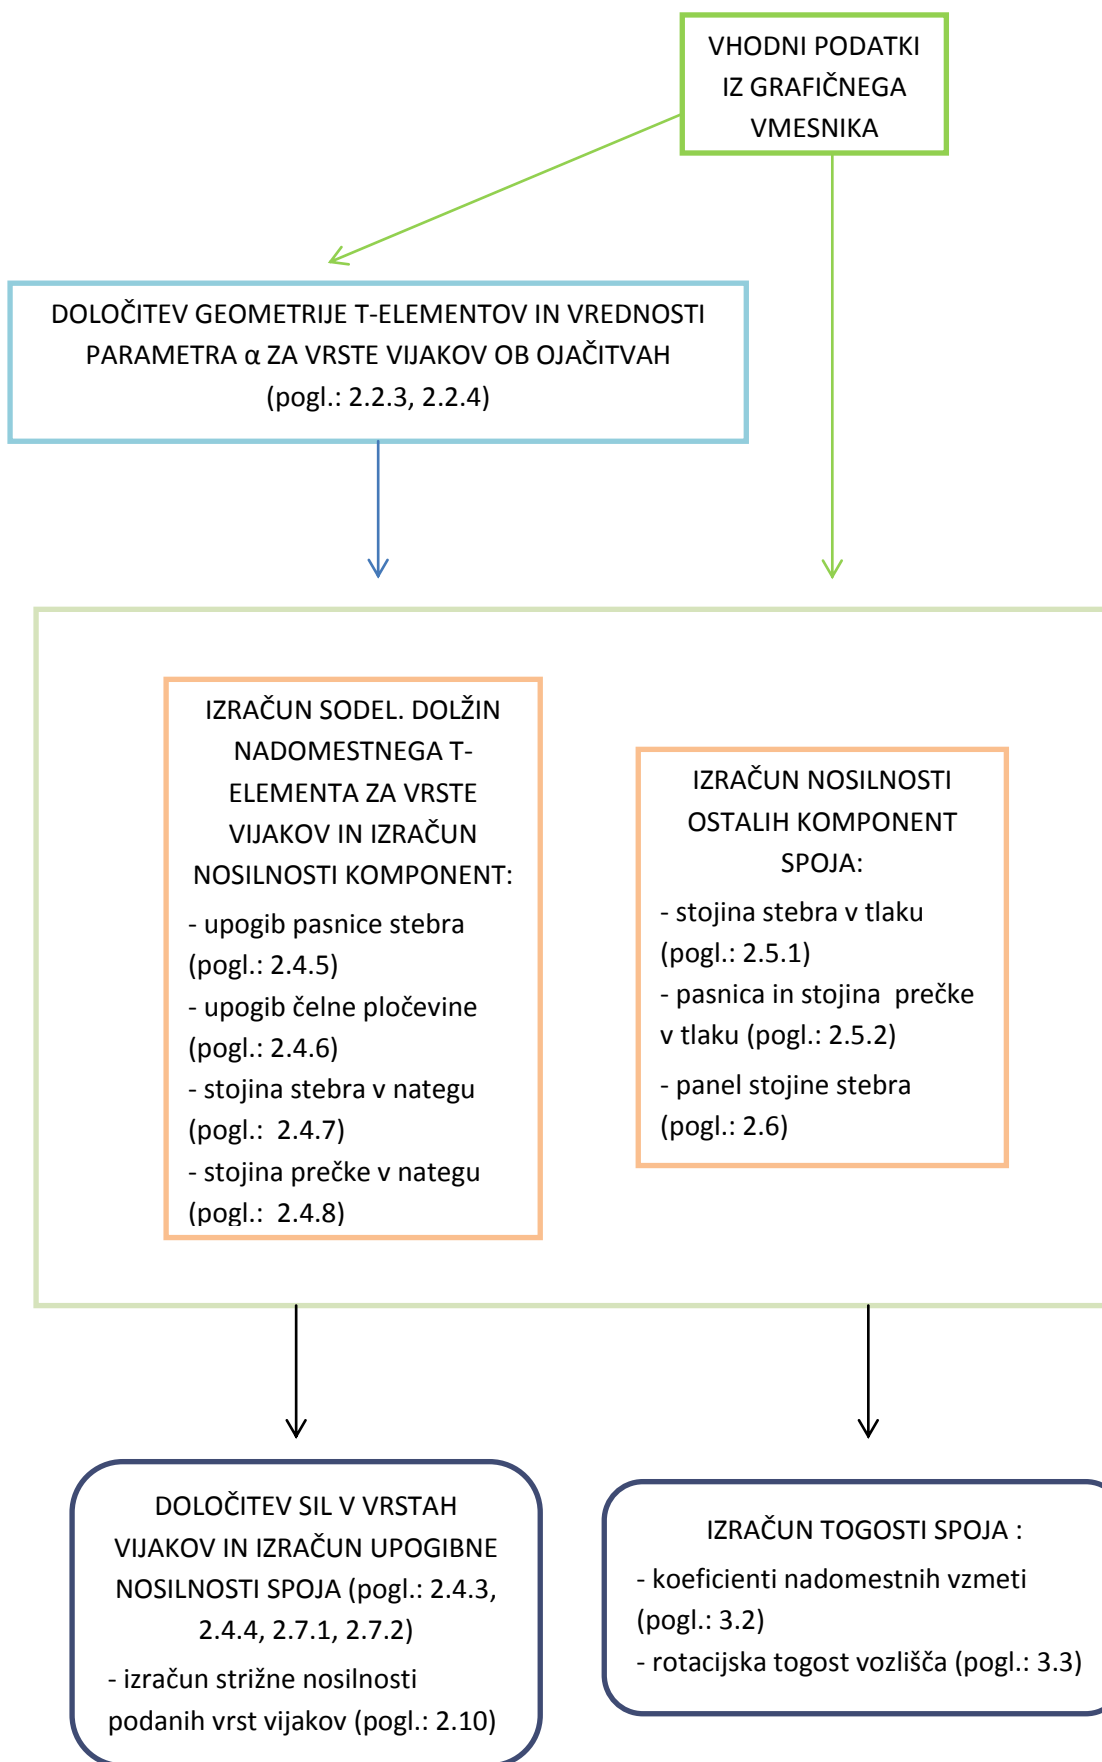 VHODNI PODATKI
IZ GRAFIČNEGA
VMESNIKA
DOLOČITEV GEOMETRIJE T-ELEMENTOV IN VREDNOSTI
PARAMETRA α ZA VRSTE VIJAKOV OB OJAČITVAH
(pogl.: 2.2.3, 2.2.4)
IZRAČUN SODEL. DOLŽIN
NADOMESTNEGA T-
ELEMENTA ZA VRSTE
VIJAKOV IN IZRAČUN
NOSILNOSTI KOMPONENT:
- upogib pasnice stebra
(pogl.: 2.4.5)
- upogib čelne pločevine
(pogl.: 2.4.6)
- stojina stebra v nategu
(pogl.: 2.4.7)
- stojina prečke v nategu
(pogl.: 2.4.8)
IZRAČUN NOSILNOSTI
OSTALIH KOMPONENT
SPOJA:
- stojina stebra v tlaku
(pogl.: 2.5.1)
- pasnica in stojina prečke
v tlaku (pogl.: 2.5.2)
- panel stojine stebra
(pogl.: 2.6)
DOLOČITEV SIL V VRSTAH
VIJAKOV IN IZRAČUN UPOGIBNE
NOSILNOSTI SPOJA (pogl.: 2.4.3,
2.4.4, 2.7.1, 2.7.2)
- izračun strižne nosilnosti
podanih vrst vijakov (pogl.: 2.10)
IZRAČUN TOGOSTI SPOJA :
- koeficienti nadomestnih vzmeti
(pogl.: 3.2)
- rotacijska togost vozlišča (pogl.: 3.3)